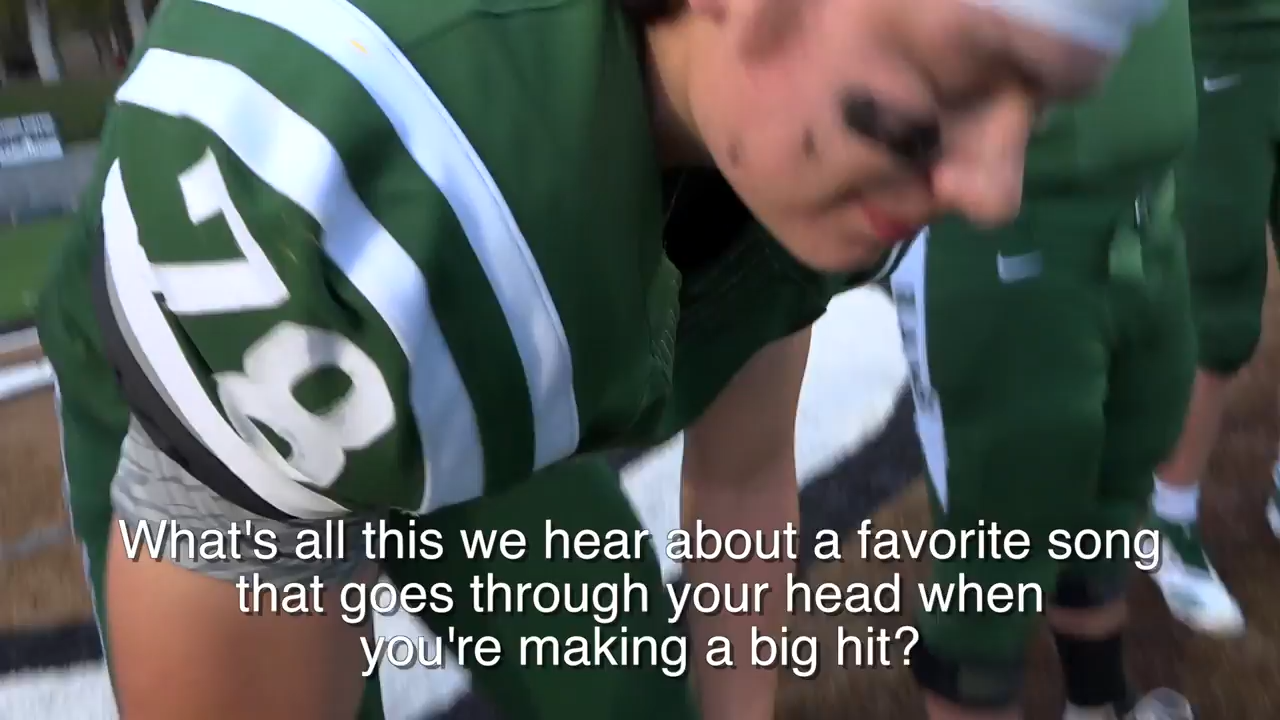 78
What's all this we hear about a favorite song
that goes through your head when
you're making a big hit?